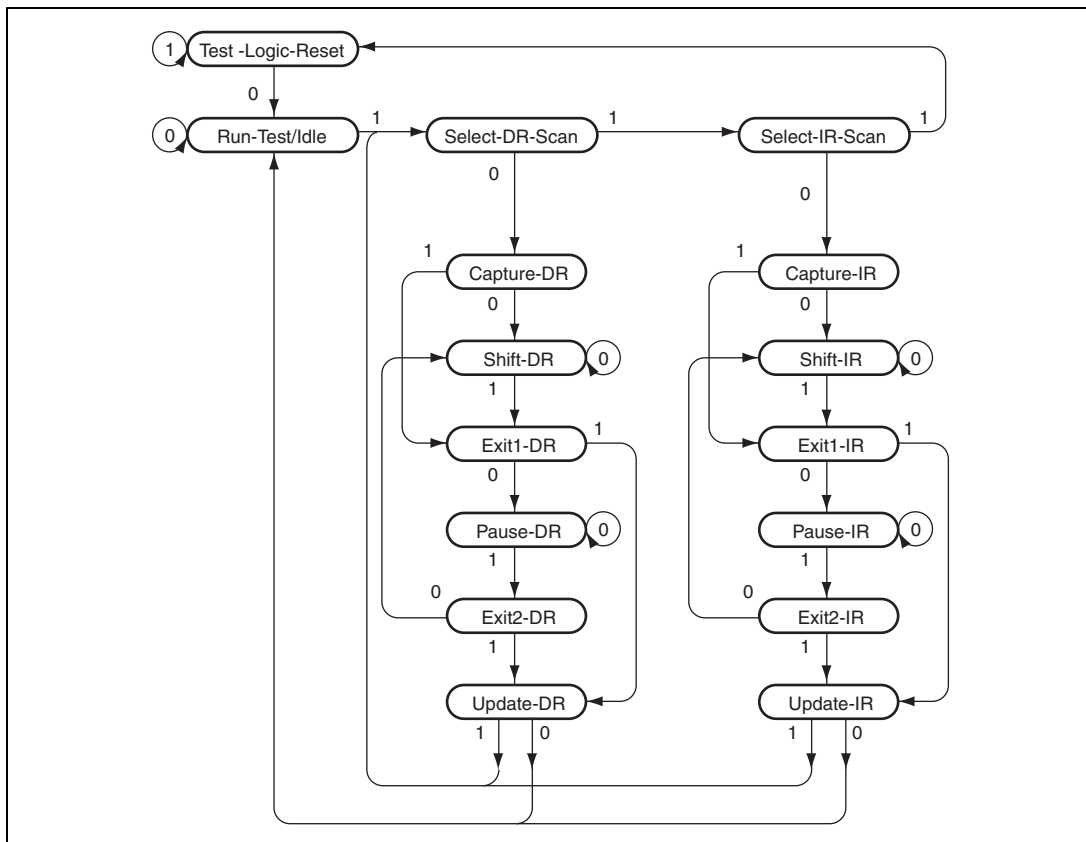 1 Test -Logic-Reset
0
0 Run-Test/Idle 1 Select-DR-Scan 1 Select-IR-Scan 1
0 0
1 Capture-DR 1 Capture-IR
0 0
Shift-DR 0 Shift-IR 0
1 1
Exit1-DR 1 Exit1-IR 1
0 0
Pause-DR 0 Pause-IR 0
1 1
0 Exit2-DR 0 Exit2-IR
1 1
Update-DR Update-IR
1 0 1 0